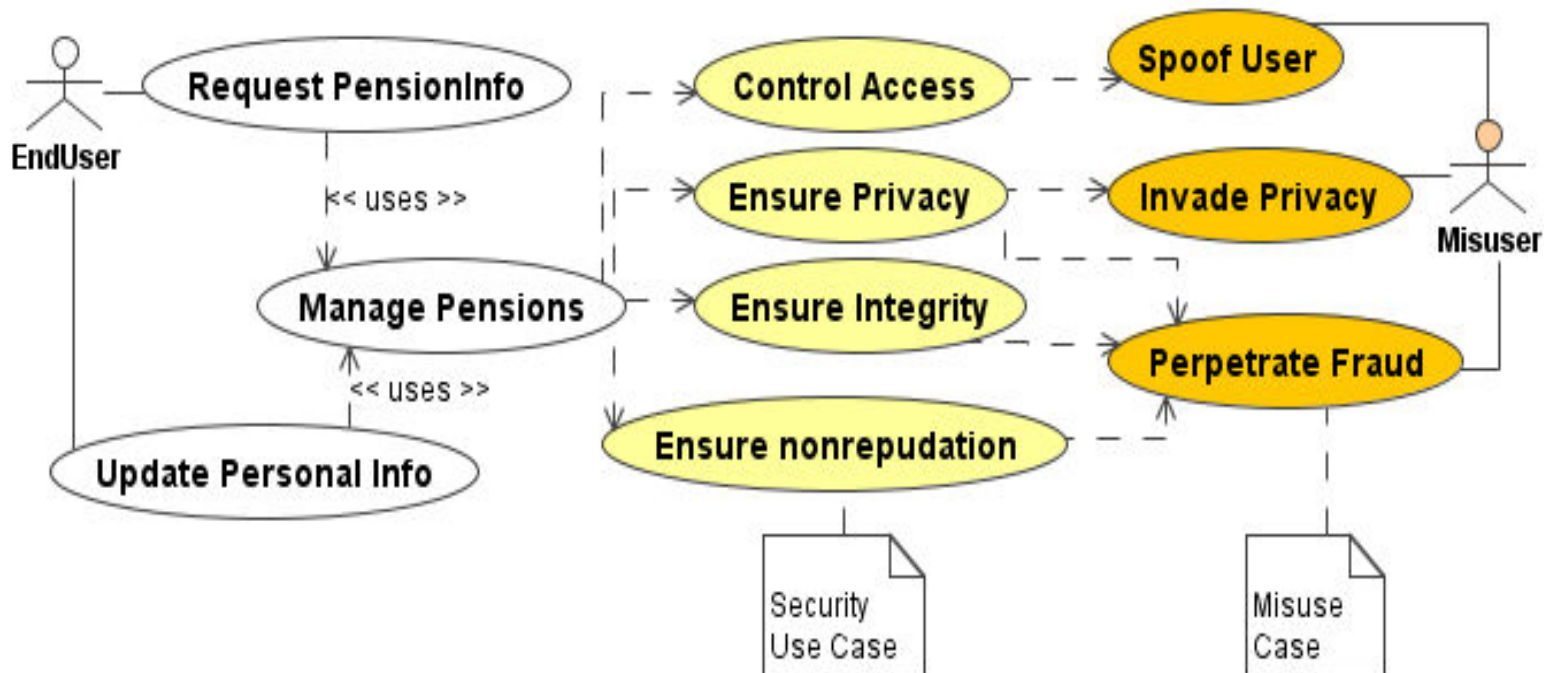 Request PensionInfo
EndUser
<< uses >>
Manage Pensions
<< uses >>
Update Personal Info
Control Access
Ensure Privacy
Ensure Integrity
Ensure nonrepudation
Security
Use Case
Spoof User
Invade Privacy
Misuser
Perpetrate Fraud
Misuse
Case